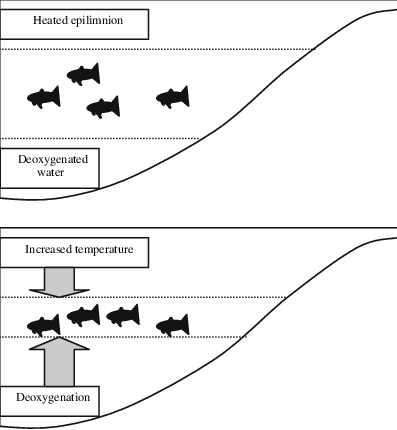 Heated epilimnion
Deoxygenated
water
Increased temperature
Deoxygenation